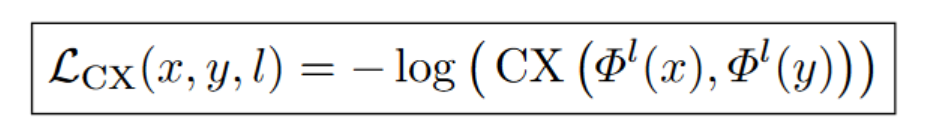 ℒ_CX(x, y, l) = − log ( CX (Φ^l(x), Φ^l(y)))